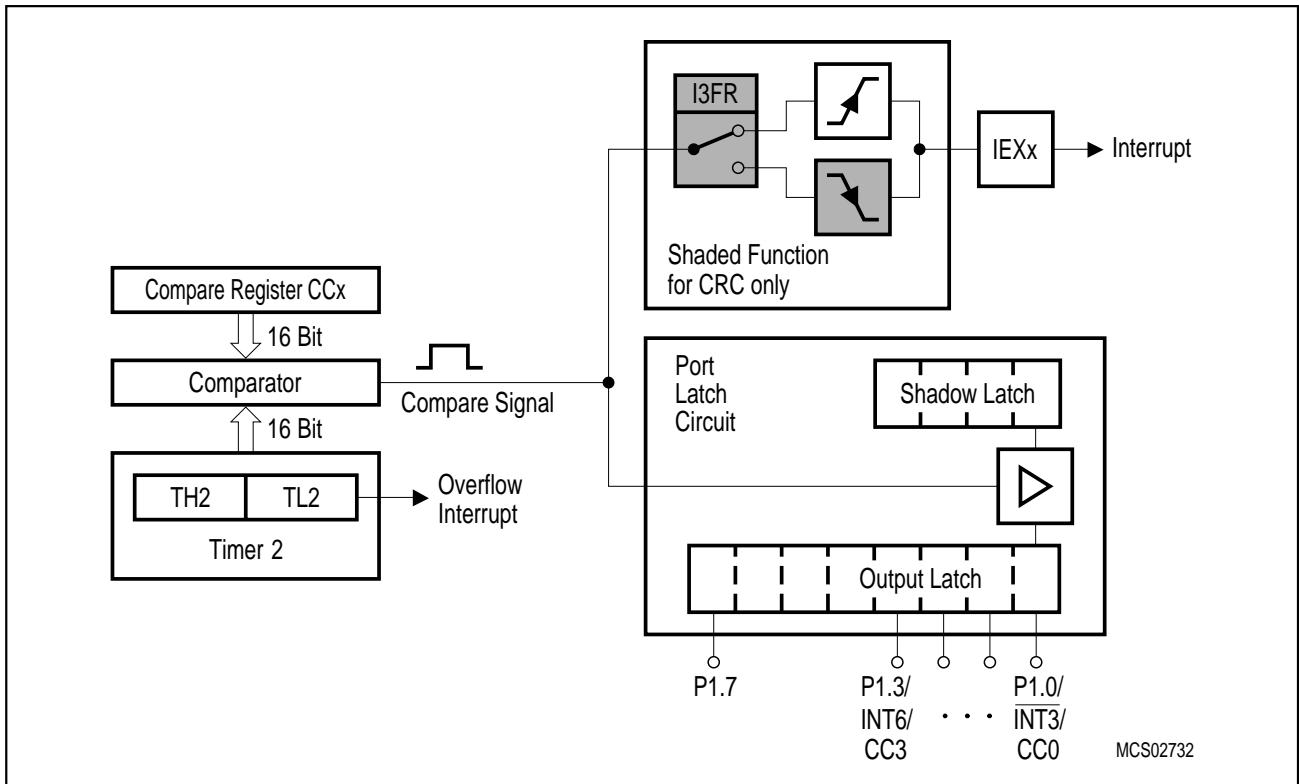 I3FR
IEXx
Interrupt
Shaded Function
for CRC only
Compare Register CCx
16 Bit
Comparator
Compare Signal
16 Bit
TH2
TL2
Overflow
Interrupt
Timer 2
Port
Latch
Circuit
Shadow Latch
Output Latch
P1.7
P1.3/
INT6/
CC3
. . .
P1.0/
INT3/
CC0
MCS02732